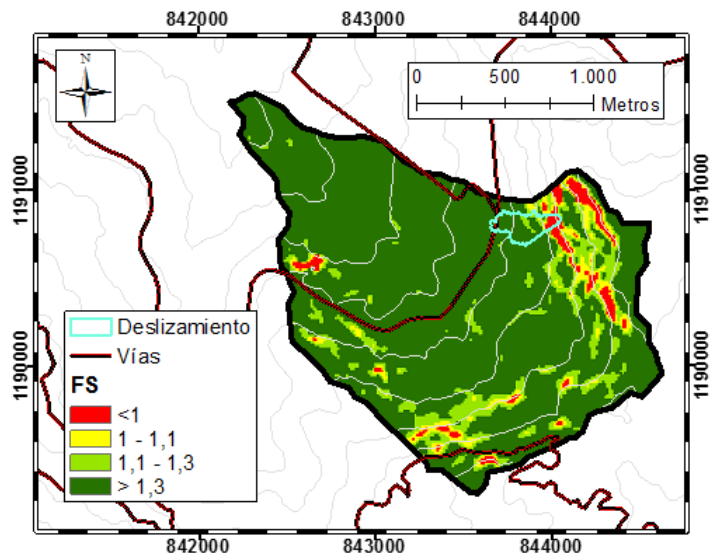 842000 843000 844000
N
0 500 1.000
Metros
1191000 1191000
Deslizamiento
Vías
FS
<1
1 - 1,1
1,1 - 1,3
> 1,3
1190000 1190000
842000 843000 844000